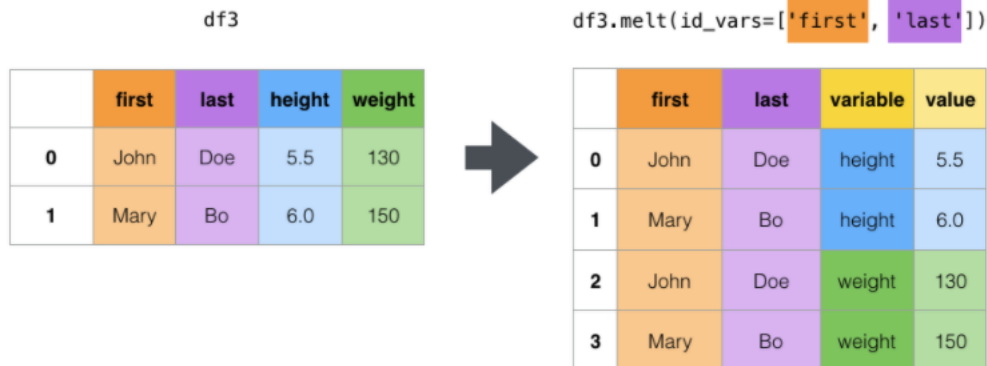 df3
first last height weight
0 John Doe 5.5 130
1 Mary Bo 6.0 150
df3.melt(id_vars=['first', 'last'])
first last variable value
0 John Doe height 5.5
1 Mary Bo height 6.0
2 John Doe weight 130
3 Mary Bo weight 150